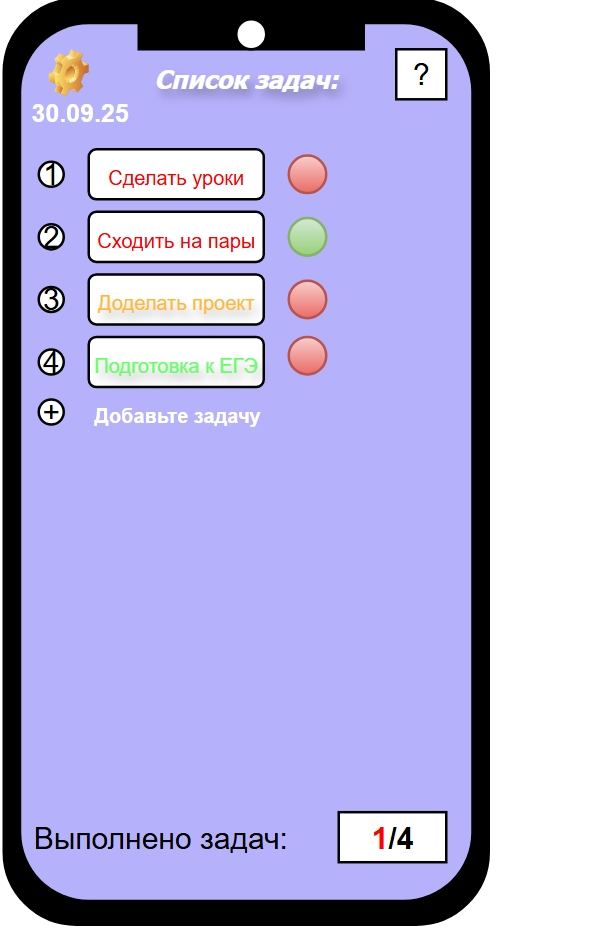 Список задач:
?
30.09.25
1
Сделать уроки
2
Сходить на пары
3
Доделать проект
4
Подготовка к ЕГЭ
+
Добавьте задачу
Выполнено задач:
1/4